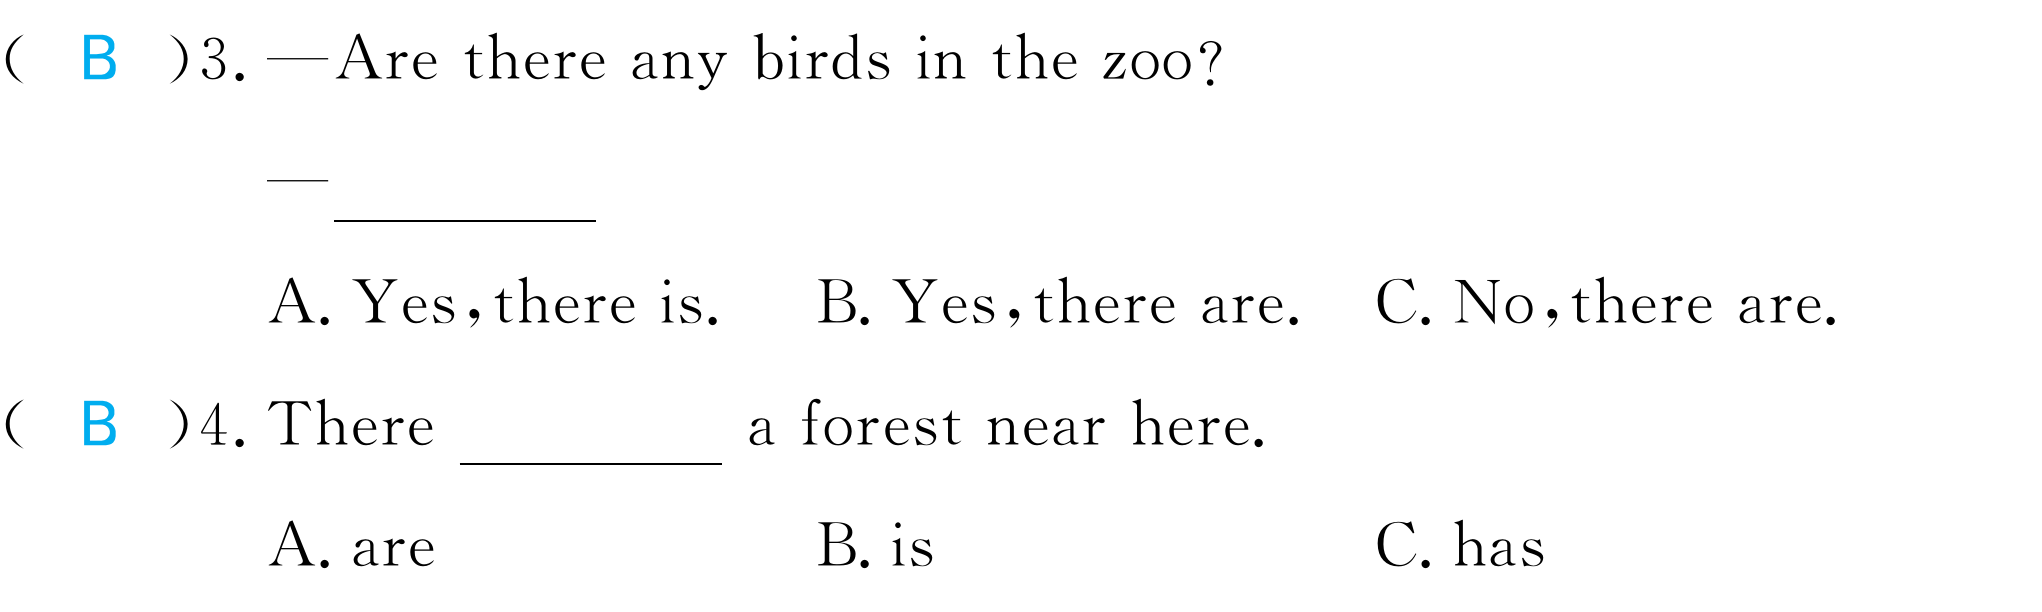 ( B )3. —Are there any birds in the zoo?
—________
A. Yes,there is. B. Yes,there are. C. No,there are.
( B )4. There ________ a forest near here.
A. are B. is C. has